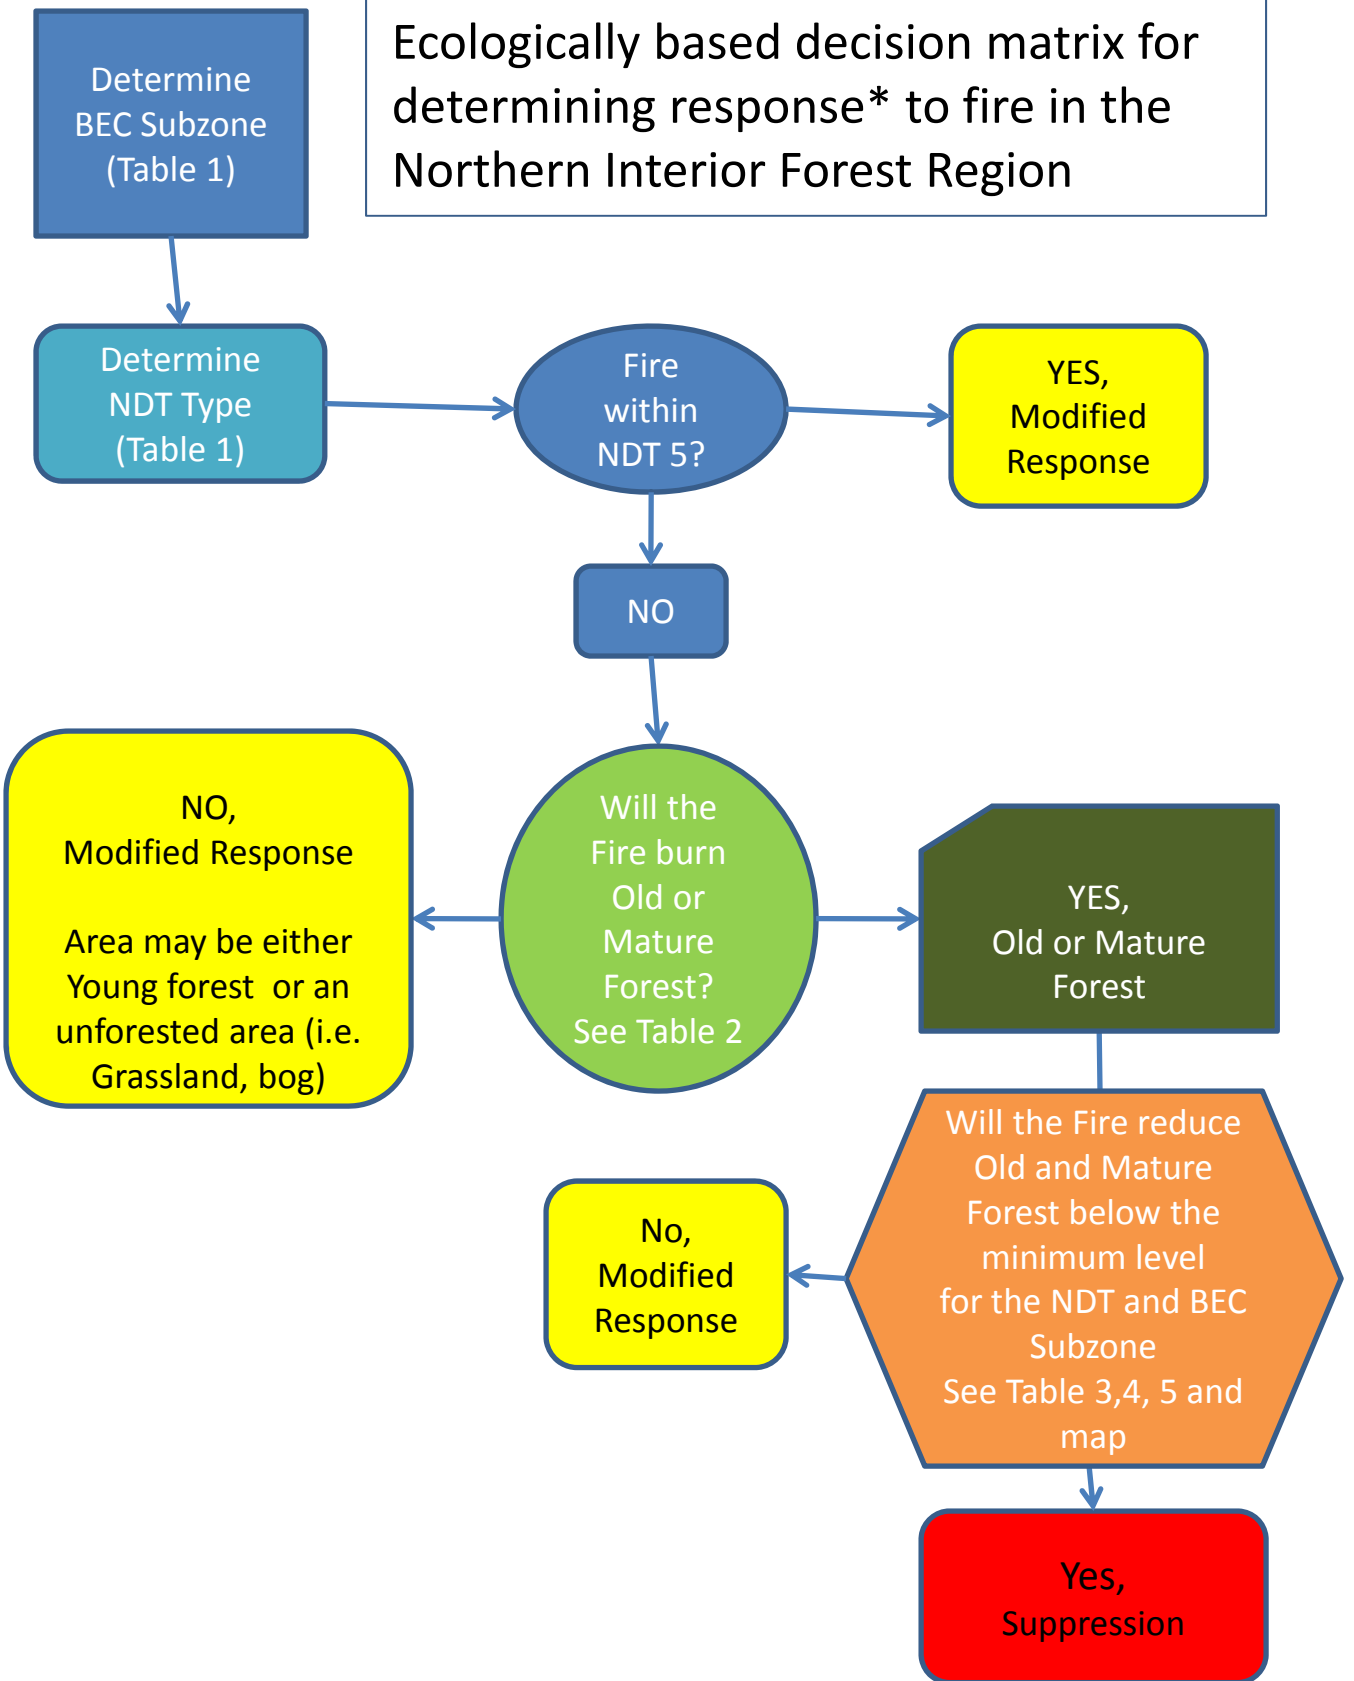 Ecologically based decision matrix for
determining response* to fire in the
Northern Interior Forest Region
Determine
BEC Subzone
(Table 1)
Determine
NDT Type
(Table 1)
Fire
within
NDT 5?
YES,
Modified
Response
NO
NO,
Modified Response
Area may be either
Young forest or an
unforested area (i.e.
Grassland, bog)
Will the
Fire burn
Old or
Mature
Forest?
See Table 2
YES,
Old or Mature
Forest
Will the Fire reduce
Old and Mature
Forest below the
minimum level
for the NDT and BEC
Subzone
See Table 3,4, 5 and
map
No,
Modified
Response
Yes,
Suppression